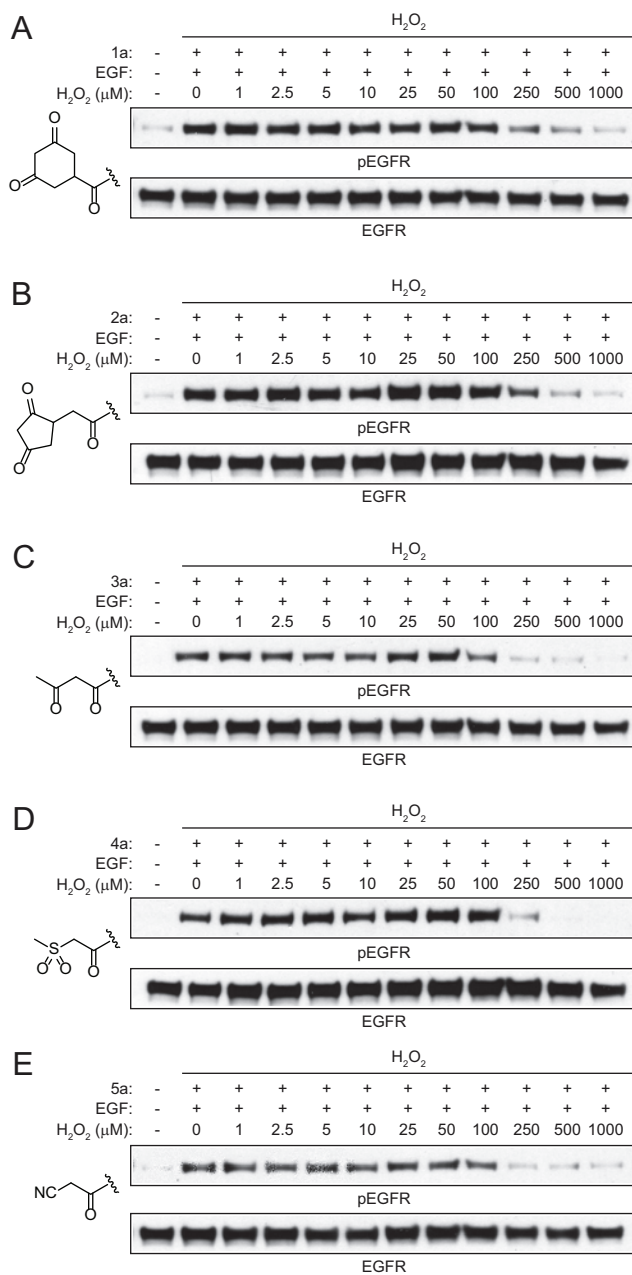 A
H₂O₂
1a: - + + + + + + + + + + +
EGF: - + + + + + + + + + + +
H₂O₂ (μM): - 0 1 2.5 5 10 25 50 100 250 500 1000
O
O
O
pEGFR
EGFR
B
H₂O₂
2a: - + + + + + + + + + + +
EGF: - + + + + + + + + + + +
H₂O₂ (μM): - 0 1 2.5 5 10 25 50 100 250 500 1000
O
O
O
pEGFR
EGFR
C
H₂O₂
3a: - + + + + + + + + + + +
EGF: - + + + + + + + + + + +
H₂O₂ (μM): - 0 1 2.5 5 10 25 50 100 250 500 1000
O O
pEGFR
EGFR
D
H₂O₂
4a: - + + + + + + + + + + +
EGF: - + + + + + + + + + + +
H₂O₂ (μM): - 0 1 2.5 5 10 25 50 100 250 500 1000
S
O O O
pEGFR
EGFR
E
H₂O₂
5a: - + + + + + + + + + + +
EGF: - + + + + + + + + + + +
H₂O₂ (μM): - 0 1 2.5 5 10 25 50 100 250 500 1000
NC
O
pEGFR
EGFR